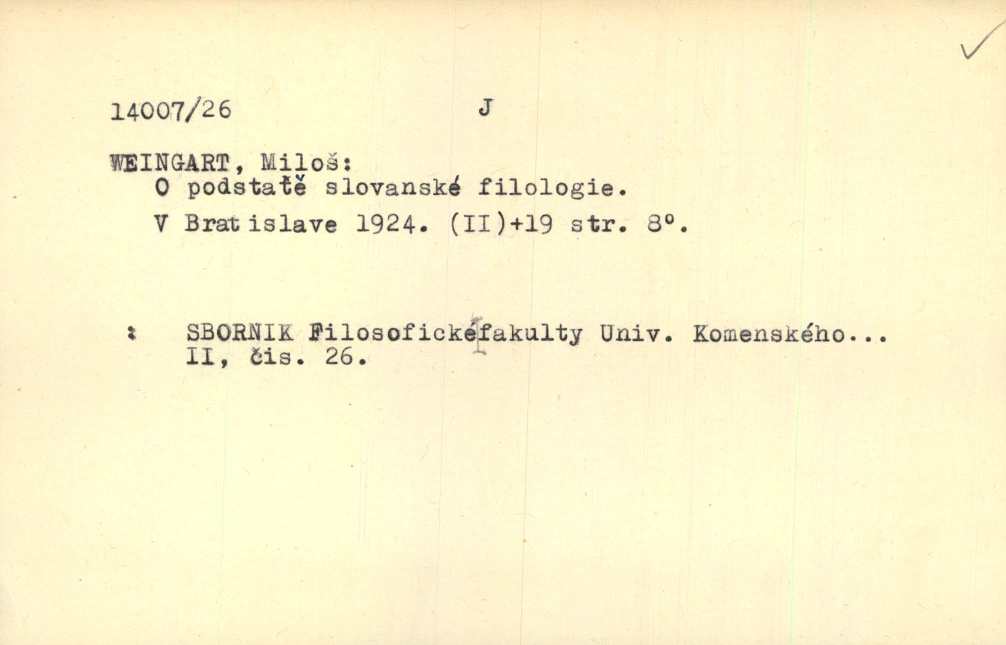 14007/26 J
WEINGART, Miloš:
O podstatě slovanské filologie.
V Bratislave 1924. (II)+19 str. 8°.
: SBORNIK Filosofickéfakulty Univ. Komenského...
II, čis. 26.